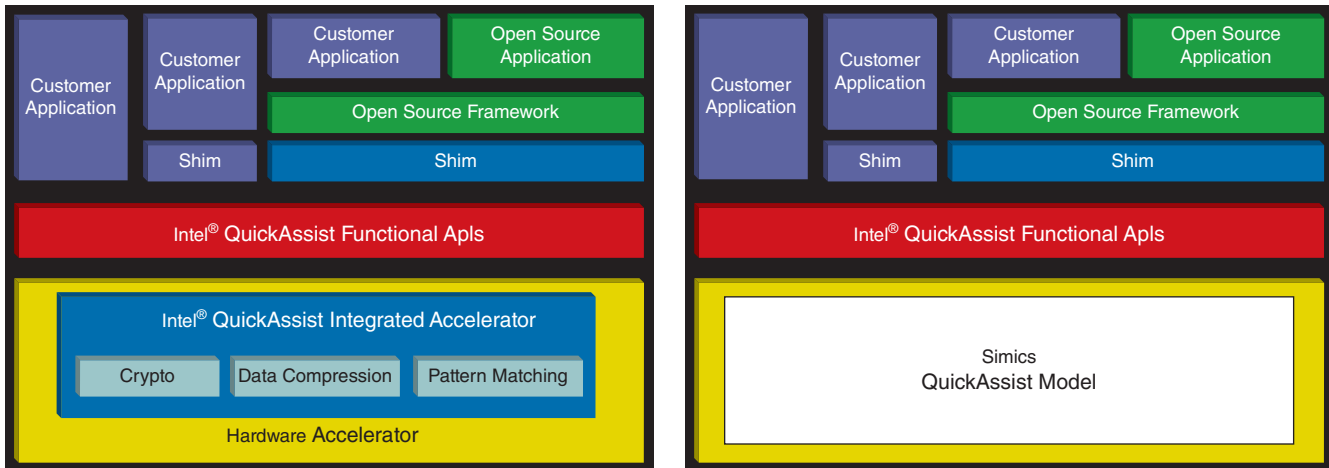 Customer
Application
Customer
Application
Customer
Application
Open Source
Application
Open Source Framework
Shim
Shim
Intel® QuickAssist Functional Apls
Intel® QuickAssist Integrated Accelerator
Crypto
Data Compression
Pattern Matching
Hardware Accelerator
Customer
Application
Customer
Application
Customer
Application
Open Source
Application
Open Source Framework
Shim
Shim
Intel® QuickAssist Functional Apls
Simics
QuickAssist Model